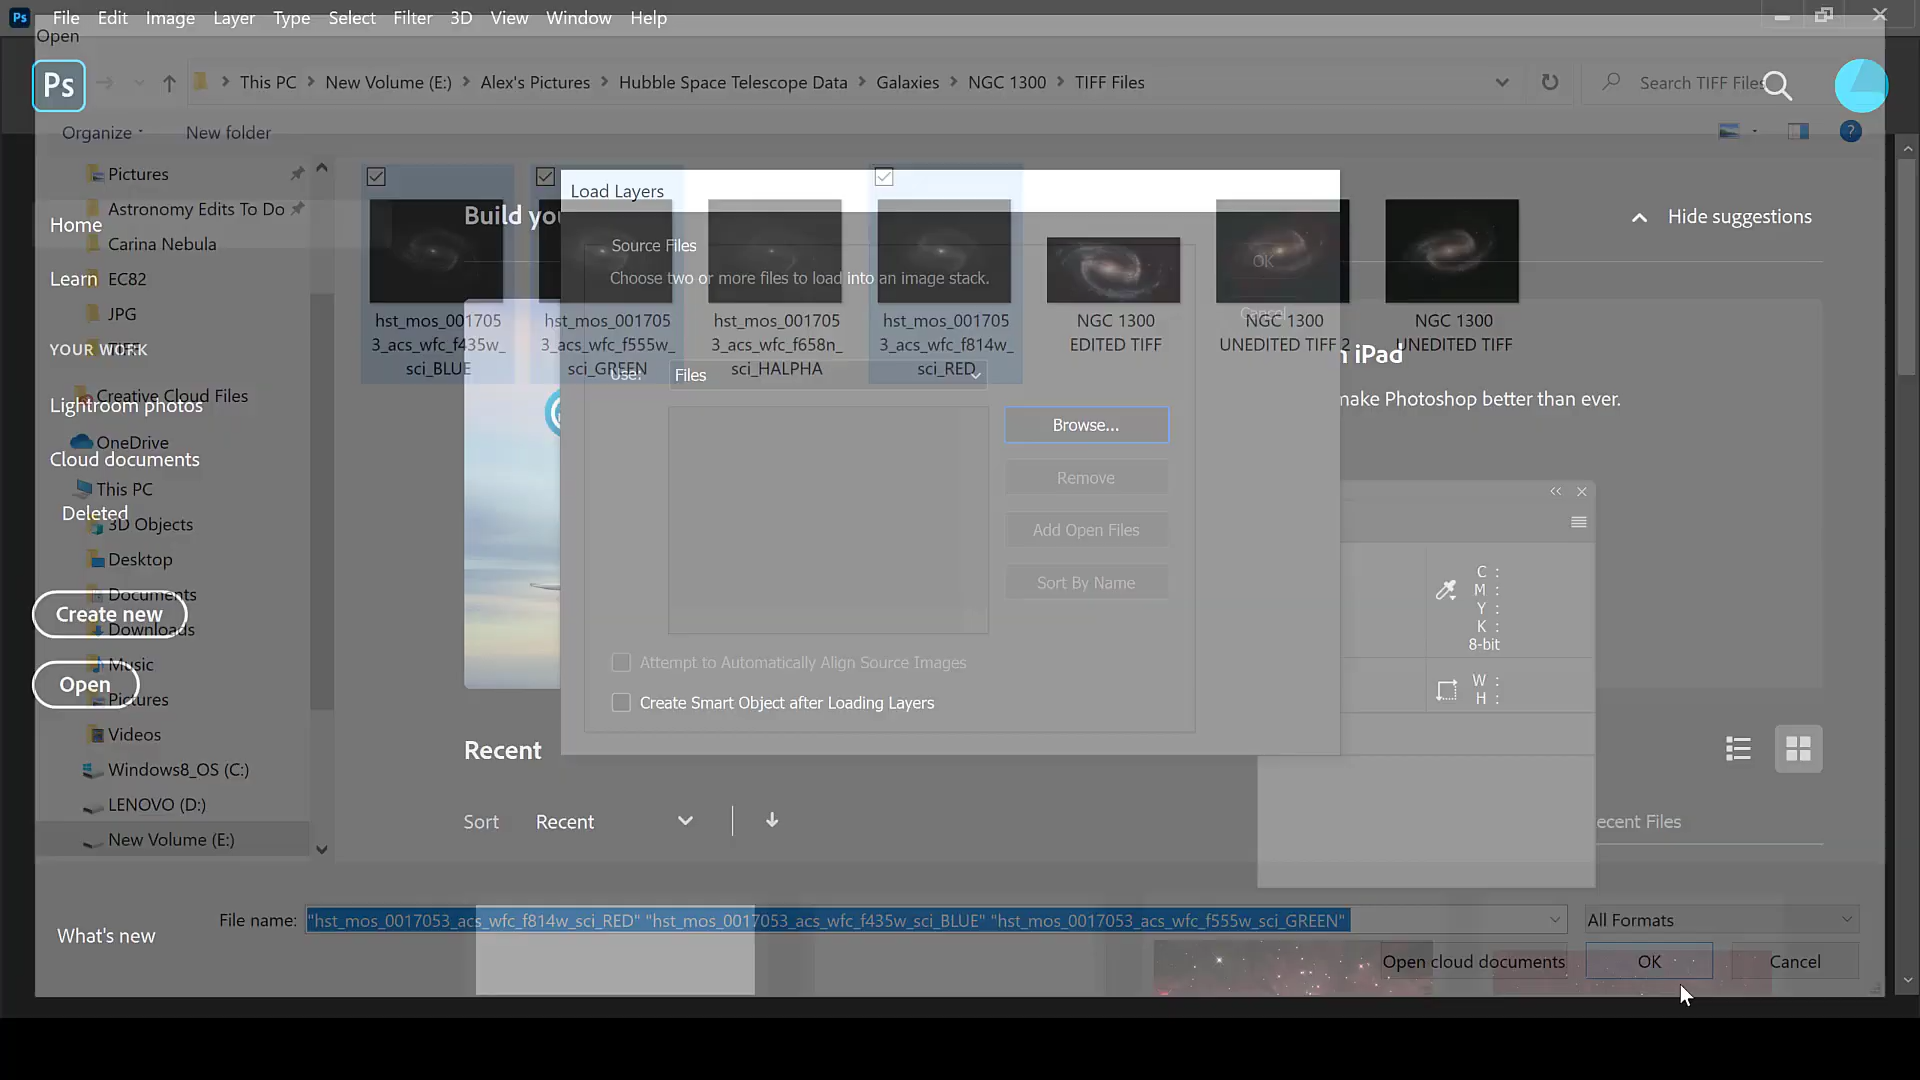 Ps File Edit Image Layer Type Select Filter 3D View Window Help
Open
Ps
This PC New Volume (E:) Alex's Pictures Hubble Space Telescope Data Galaxies NGC 1300 TIFF Files
Search TIFF Files
Organize New folder
?
Pictures
Astronomy Edits To Do
Home
Carina Nebula
Learn
EC82
JPG
YOUR WORK
TIFF
Creative Cloud Files
Lightroom photos
OneDrive
Cloud documents
This PC
Deleted
3D Objects
Desktop
Documents
Create new
Downloads
Music
Open
Pictures
Videos
Windows8_OS (C:)
LENOVO (D:)
New Volume (E:)
What's new
Build you
Hide suggestions
hst_mos_001705
3_acs_wfc_f435w_
sci_BLUE
hst_mos_001705
3_acs_wfc_f555w_
sci_GREEN
hst_mos_001705
3_acs_wfc_f658n_
sci_HALPHA
hst_mos_001705
3_acs_wfc_f814w_
sci_RED
NGC 1300
EDITED TIFF
NGC 1300
UNEDITED TIFF 2
NGC 1300
UNEDITED TIFF
Load Layers
Source Files
Choose two or more files to load into an image stack.
OK
Cancel
Use: Files
Browse...
Remove
Add Open Files
Sort By Name
Attempt to Automatically Align Source Images
Create Smart Object after Loading Layers
n iPad
make Photoshop better than ever.
C :
M :
Y :
K :
8-bit
W :
H :
Recent
Sort Recent
ecent Files
File name: "hst_mos_0017053_acs_wfc_f814w_sci_RED" "hst_mos_0017053_acs_wfc_f435w_sci_BLUE" "hst_mos_0017053_acs_wfc_f555w_sci_GREEN"
All Formats
Open cloud documents OK Cancel